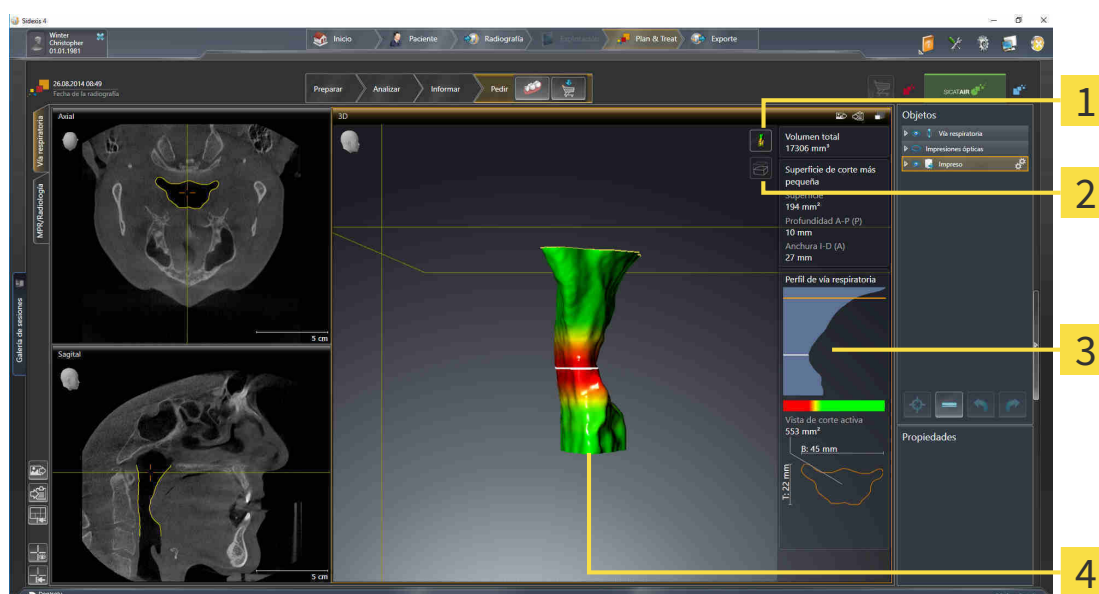 Sidexis 4
Winter
Christopher
01.01.1981
Inicio
Paciente
Radiografía
Plan & Treat
Exporte
26.08.2014 08:49
Fecha de la radiografía
Preparar
Analizar
Informar
Pedir
SICAT AIR
Vía respiratoria
MPR/Radiología
Galería de sesiones
Axial
5 cm
Sagital
5 cm
3D
Volumen total
17306 mm³
Superficie de corte más
pequeña
Superficie
194 mm²
Profundidad A-P (P)
10 mm
Anchura I-D (A)
27 mm
Perfil de vía respiratoria
Vista de corte activa
553 mm²
B: 45 mm
T: 22 mm
Objetos
Vía respiratoria
Impresiones ópticas
Impreso
Propiedades
1
2
3
4